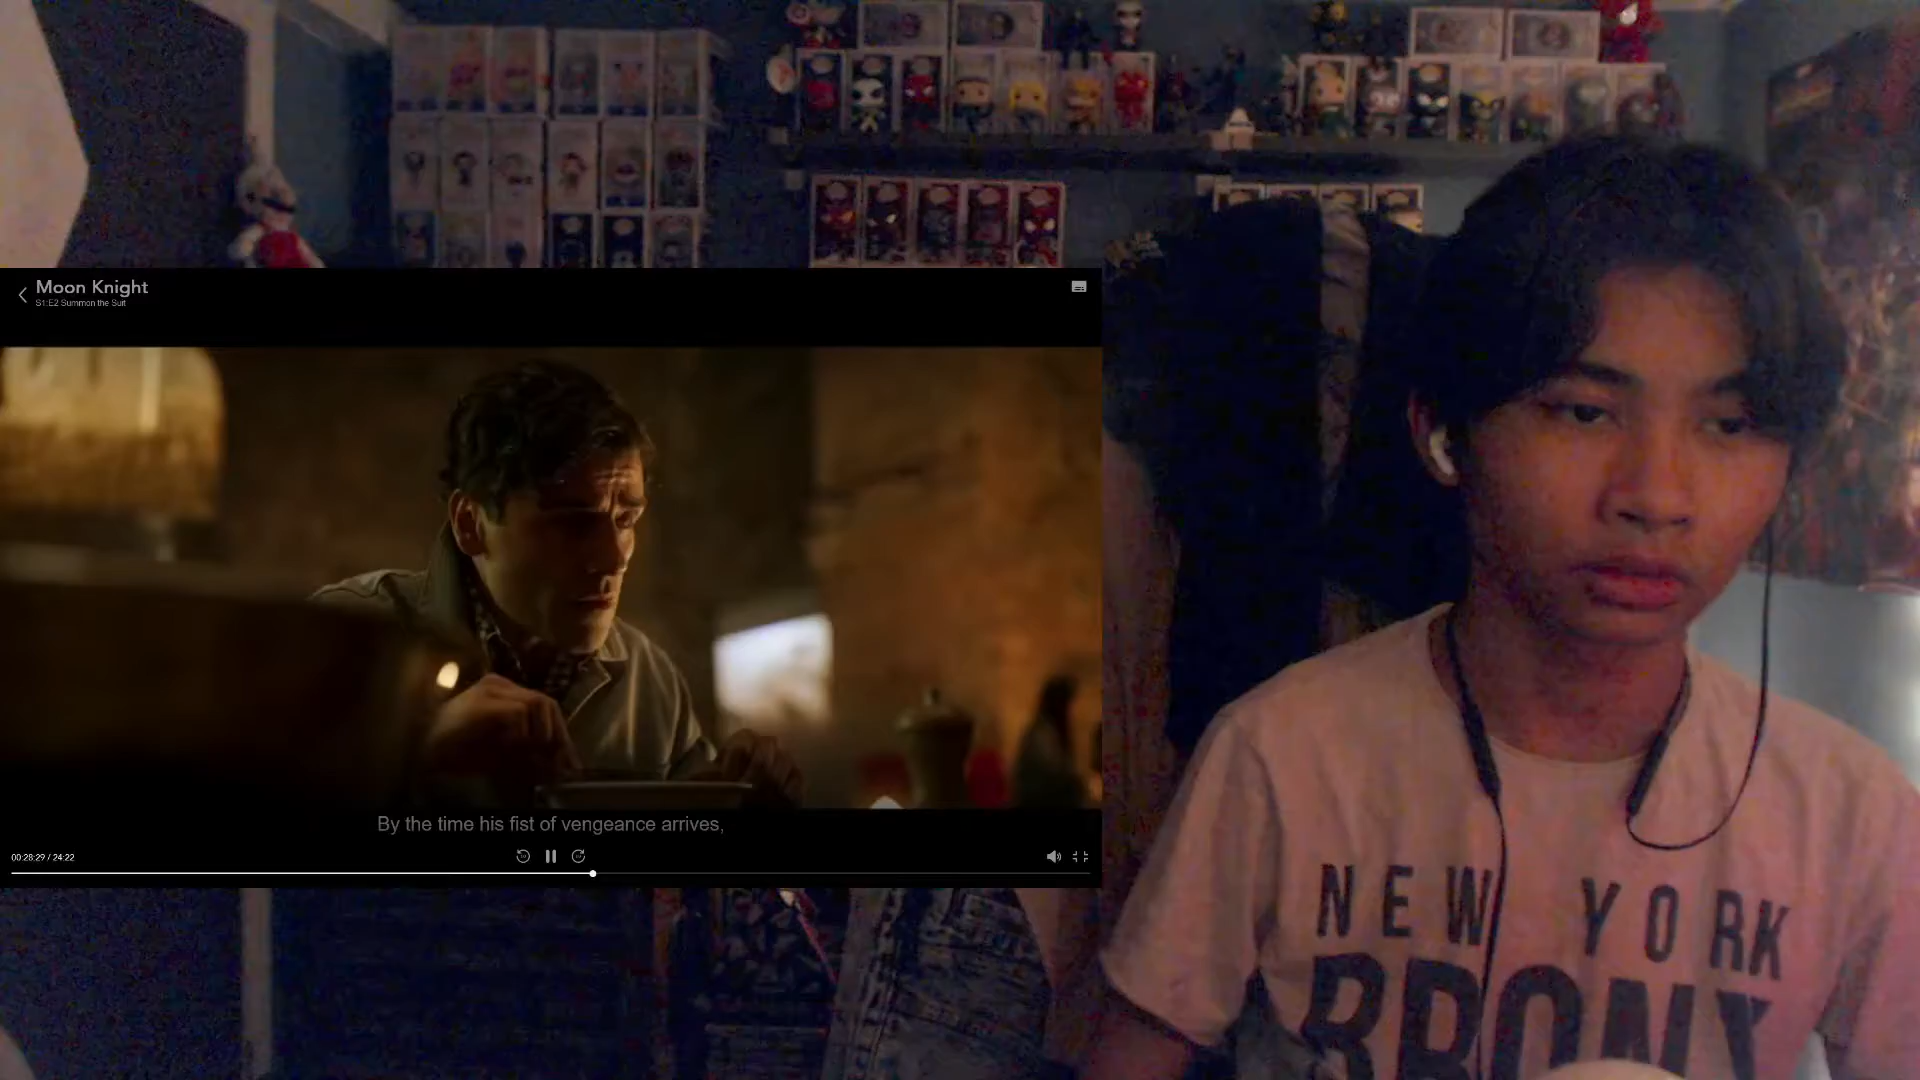 Moon Knight
S1:E2 Summon the Suit
By the time his fist of vengeance arrives,
00:28:29 / 24:22
NEW YORK
BRONX